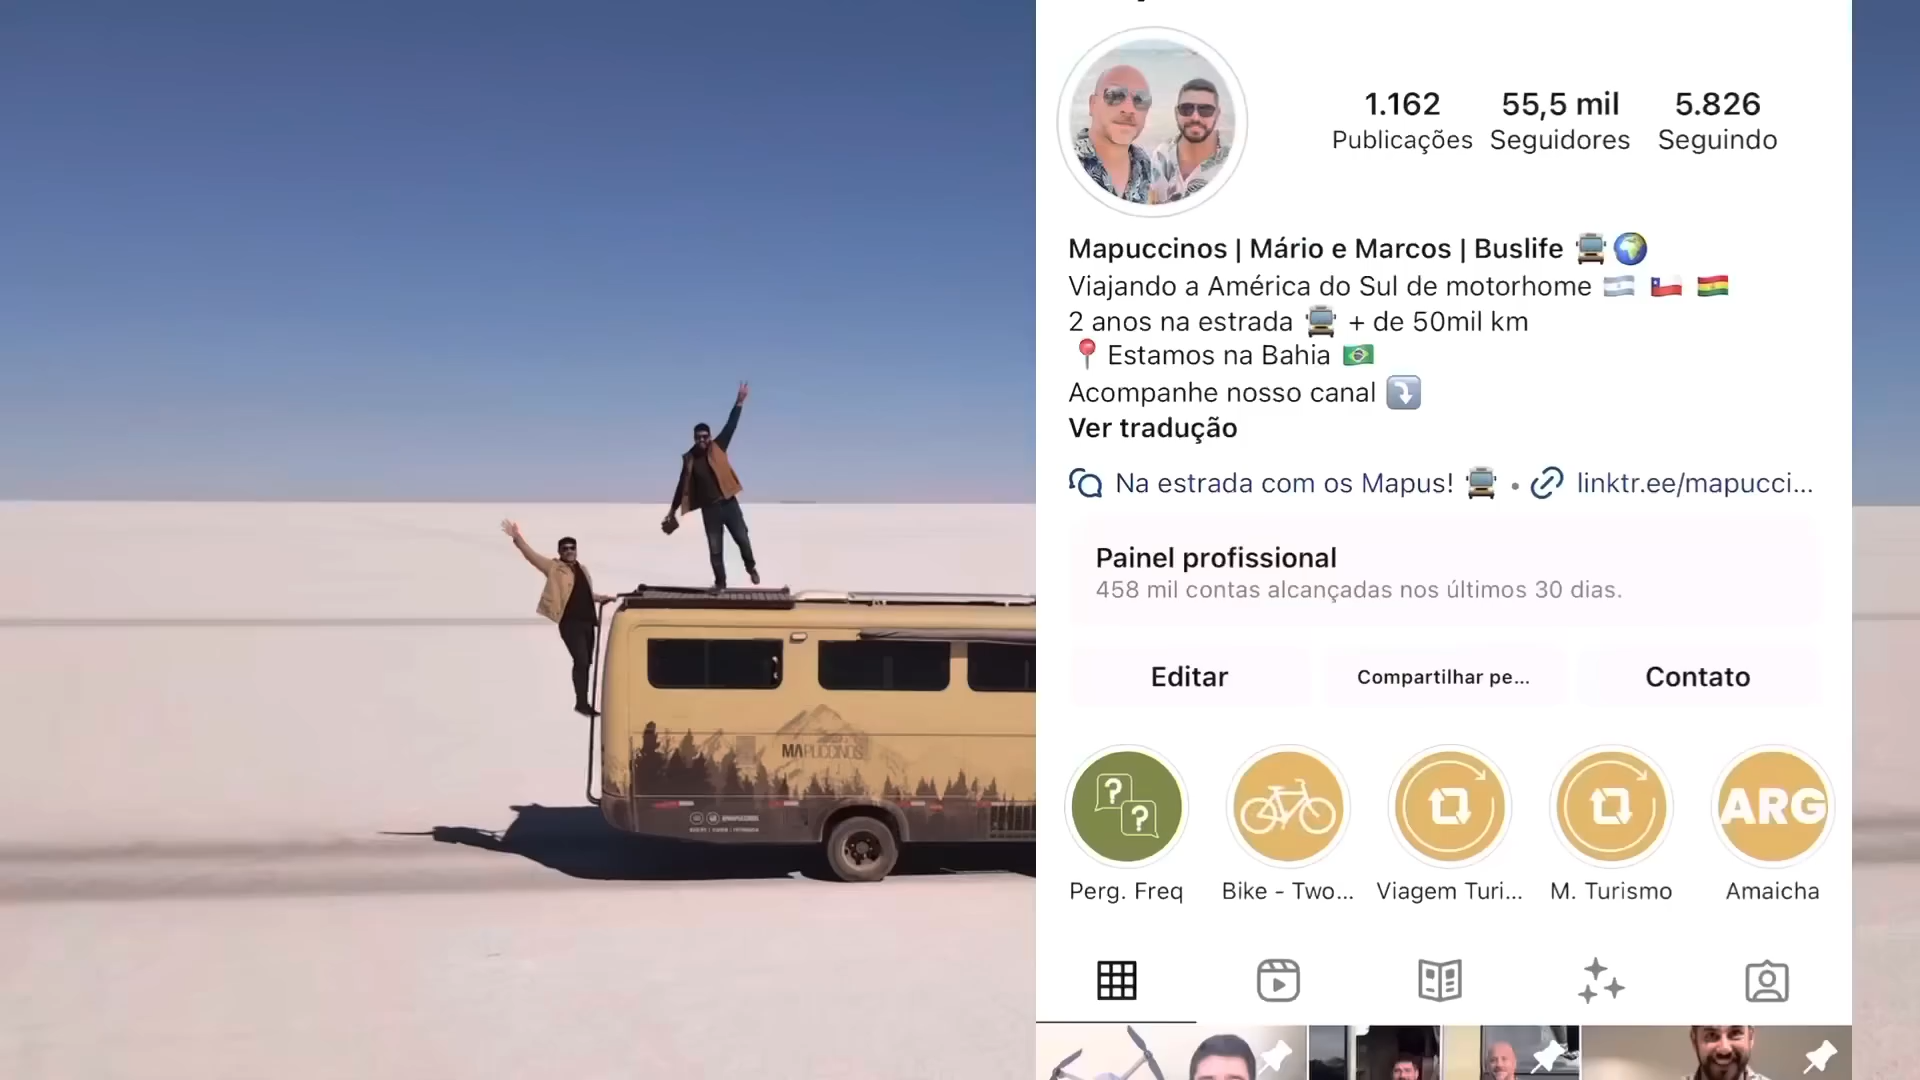 1.162
Publicações
55,5 mil
Seguidores
5.826
Seguindo
Mapuccinos | Mário e Marcos | Buslife
Viajando a América do Sul de motorhome
2 anos na estrada + de 50mil km
Estamos na Bahia
Acompanhe nosso canal
Ver tradução
Na estrada com os Mapus! • linktr.ee/mapucci...
Painel profissional
458 mil contas alcançadas nos últimos 30 dias.
Editar
Compartilhar pe...
Contato
ARG
Perg. Freq
Bike - Two...
Viagem Turi...
M. Turismo
Amaicha
MAPUCCINOS